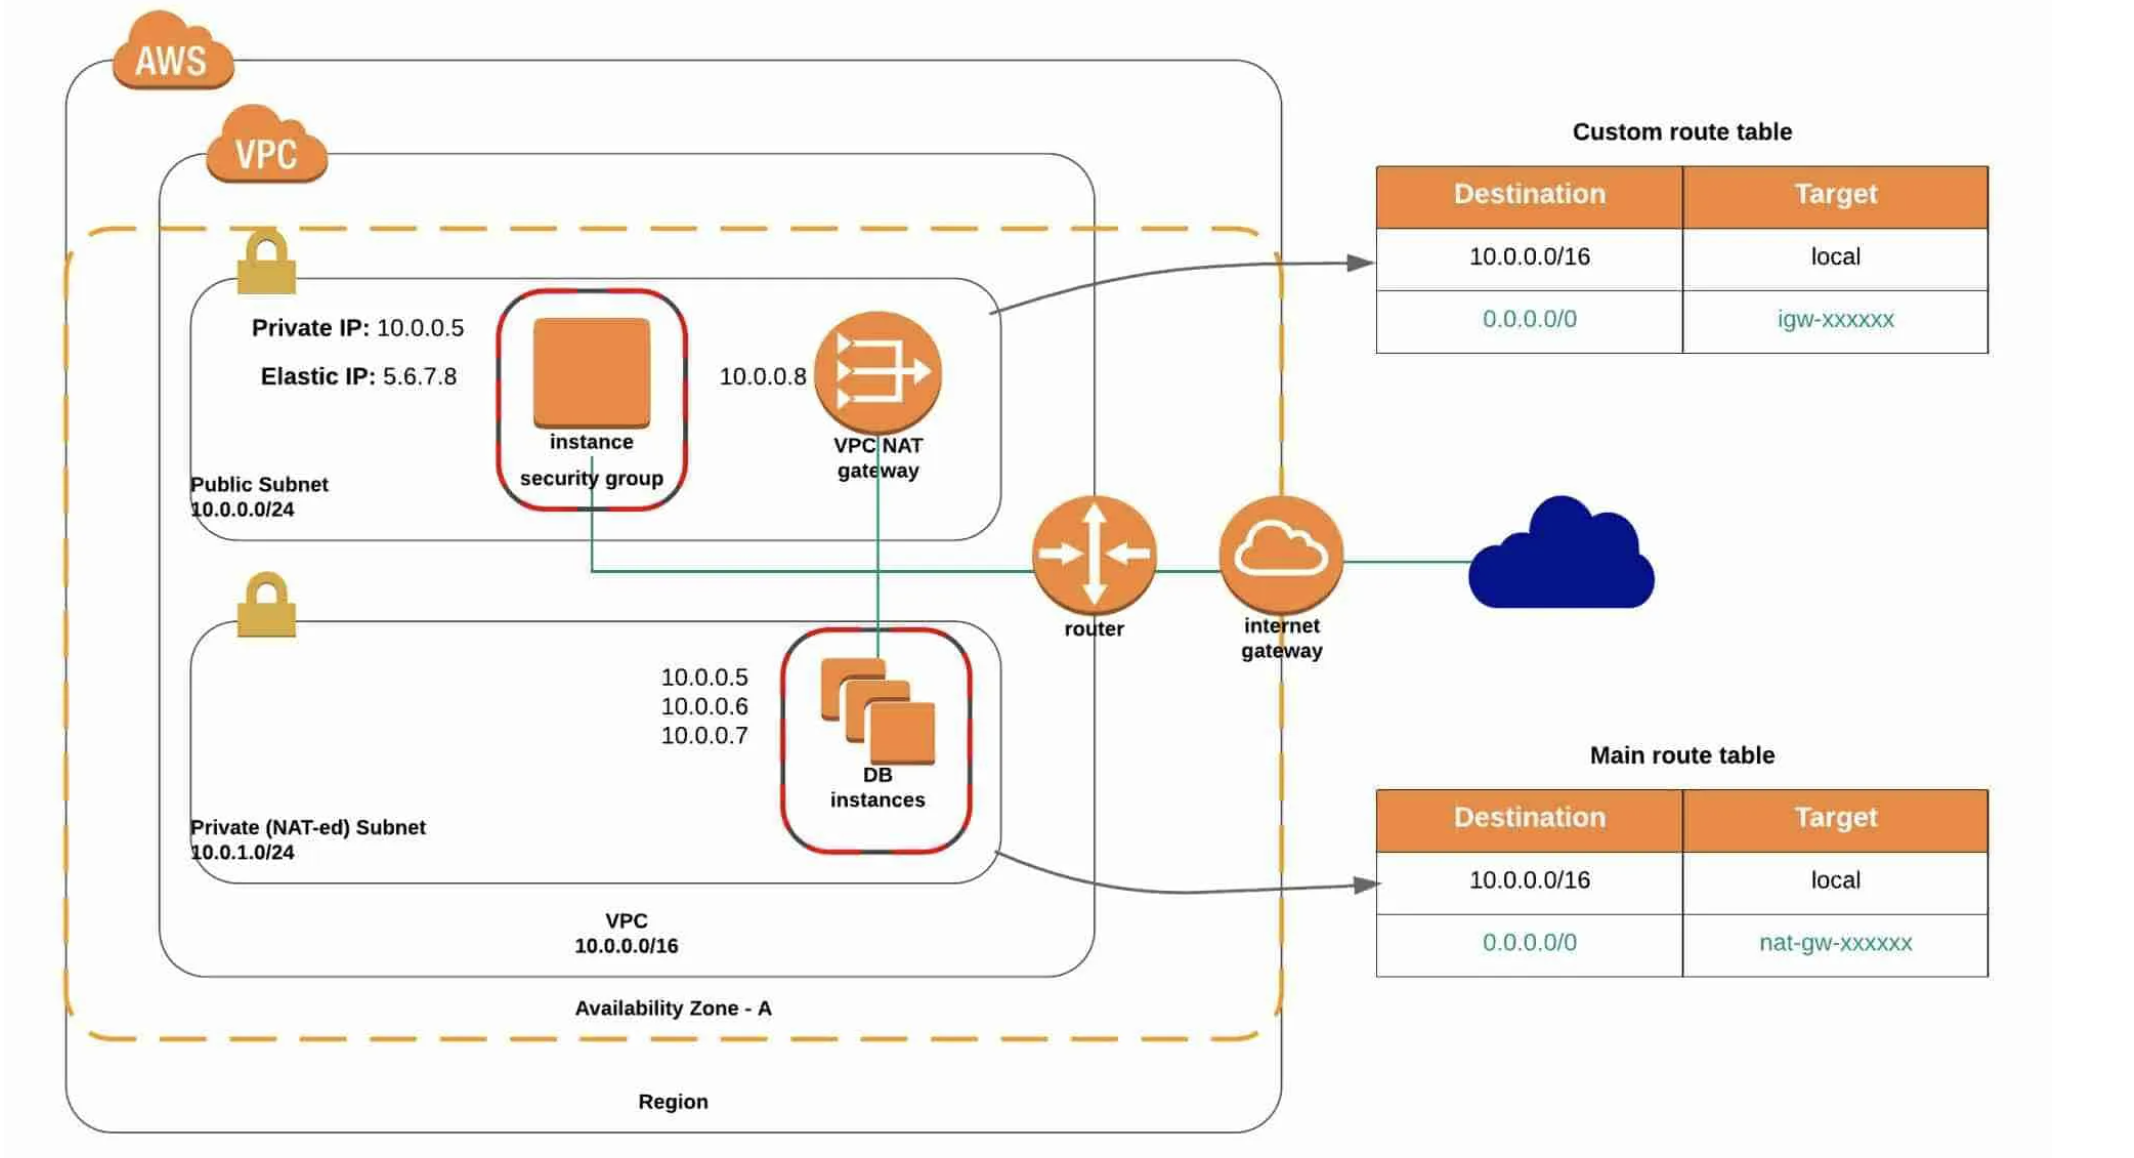 AWS
VPC
Private IP: 10.0.0.5
Elastic IP: 5.6.7.8
instance
security group
10.0.0.8
VPC NAT
gateway
Public Subnet
10.0.0.0/24
router
internet
gateway
10.0.0.5
10.0.0.6
10.0.0.7
DB
instances
Private (NAT-ed) Subnet
10.0.1.0/24
VPC
10.0.0.0/16
Availability Zone - A
Region
Custom route table
Destination Target
10.0.0.0/16 local
0.0.0.0/0 igw-xxxxxx
Main route table
Destination Target
10.0.0.0/16 local
0.0.0.0/0 nat-gw-xxxxxx